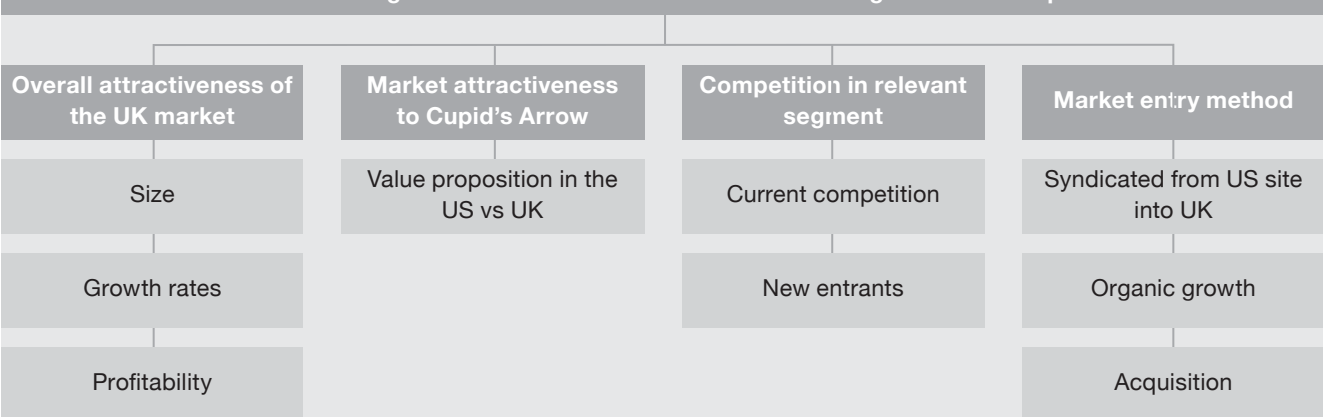 Overall attractiveness of
the UK market
Market attractiveness
to Cupid's Arrow
Competition in relevant
segment
Market entry method
Size
Value proposition in the
US vs UK
Current competition
Syndicated from US site
into UK
Growth rates
New entrants
Organic growth
Profitability
Acquisition